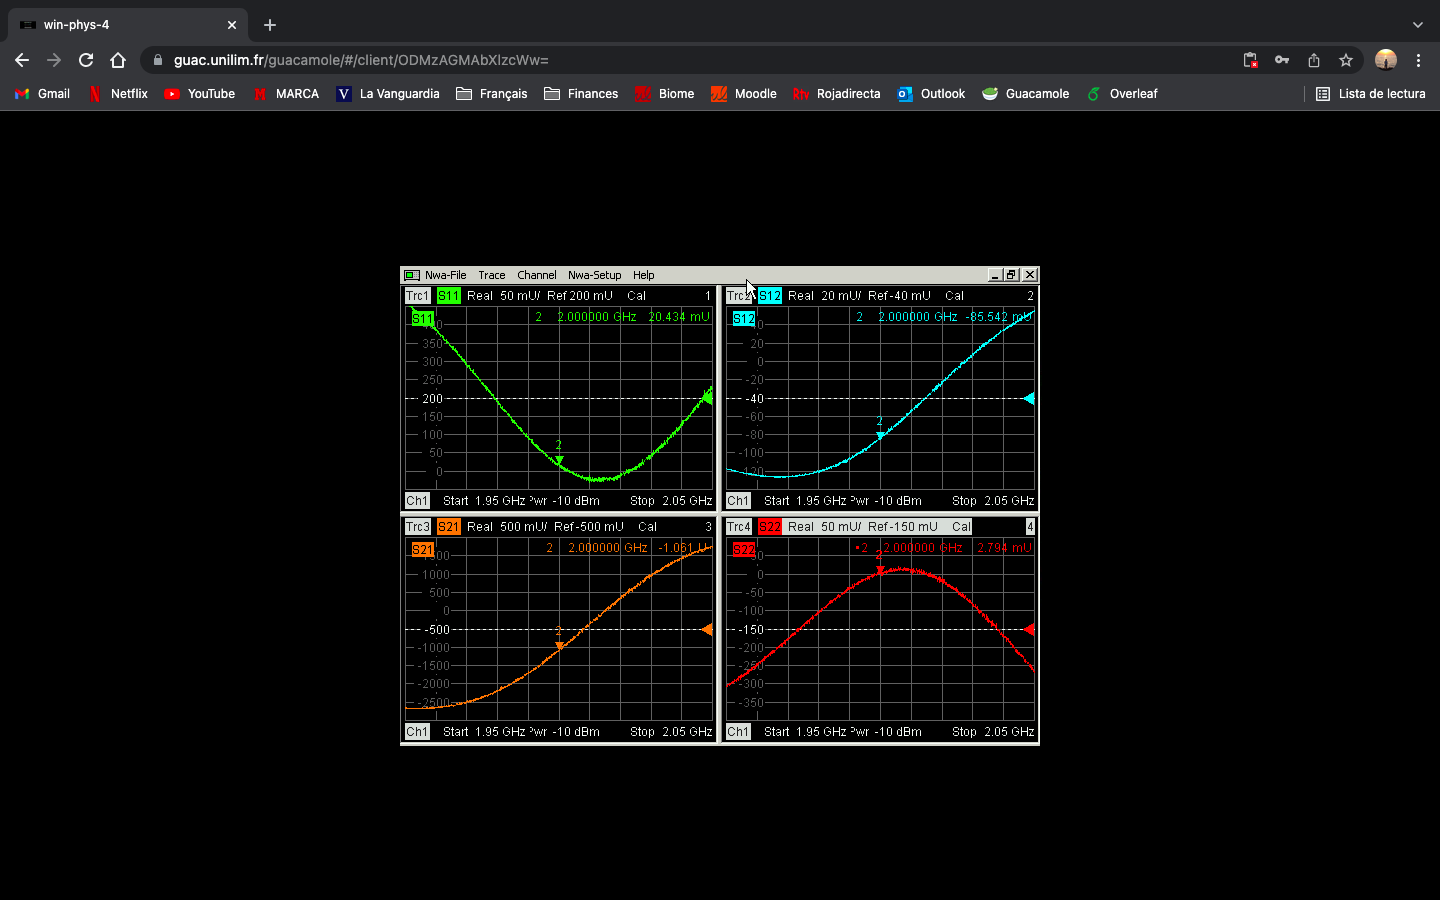 win-phys-4
guac.unilim.fr/guacamole/#/client/ODMzAGMAbXlzcWw=
Gmail Netflix YouTube MARCA La Vanguardia Français Finances Biome Moodle Rojadirecta Outlook Guacamole Overleaf Lista de lectura
Nwa-File Trace Channel Nwa-Setup Help
Trc1 S11 Real 50 mU/ Ref 200 mU Cal 1
S11
2 2.000000 GHz 20.434 mU
350
300
250
200
150
100
50
0
2
Ch1 Start 1.95 GHz Pwr -10 dBm Stop 2.05 GHz
Trc2 S12 Real 20 mU/ Ref -40 mU Cal 2
S12
2 2.000000 GHz -85.542 mU
20
0
-20
-40
-60
-80
-100
-120
2
Ch1 Start 1.95 GHz Pwr -10 dBm Stop 2.05 GHz
Trc3 S21 Real 500 mU/ Ref -500 mU Cal 3
S21
2 2.000000 GHz -1.061 U
1000
500
0
-500
-1000
-1500
-2000
-2500
2
Ch1 Start 1.95 GHz Pwr -10 dBm Stop 2.05 GHz
Trc4 S22 Real 50 mU/ Ref -150 mU Cal 4
S22
•2 2.000000 GHz 2.794 mU
0
-50
-100
-150
-200
-250
-300
-350
2
Ch1 Start 1.95 GHz Pwr -10 dBm Stop 2.05 GHz